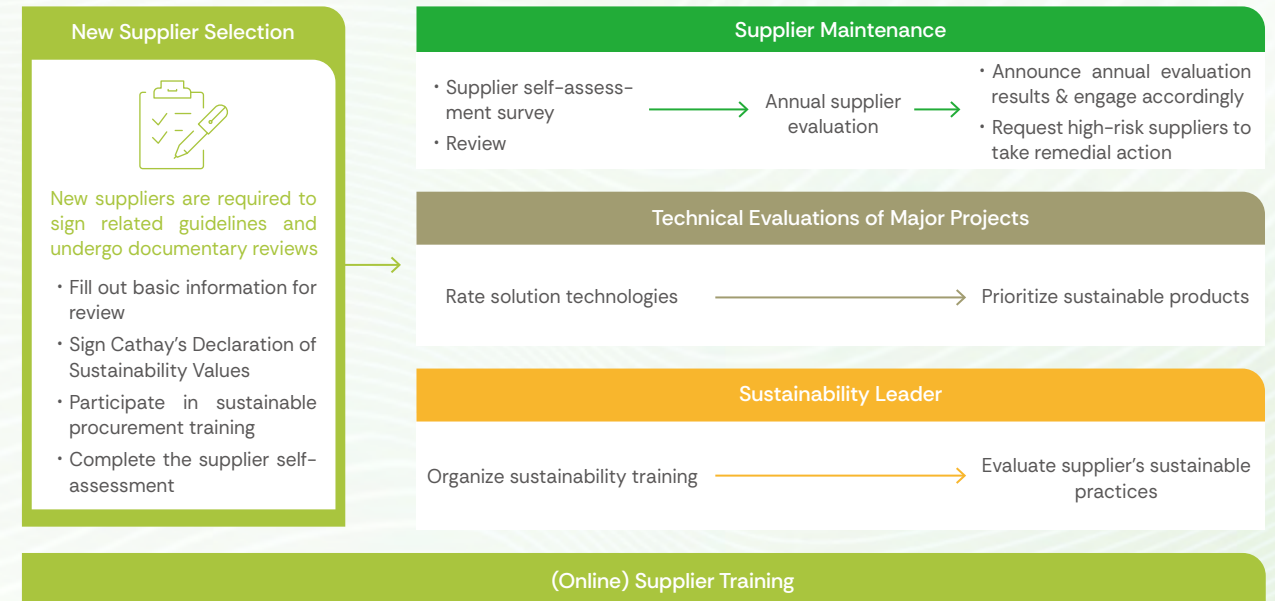 New Supplier Selection
New suppliers are required to
sign related guidelines and
undergo documentary reviews
· Fill out basic information for
review
· Sign Cathay's Declaration of
Sustainability Values
· Participate in sustainable
procurement training
· Complete the supplier self-
assessment
Supplier Maintenance
· Supplier self-assess-
ment survey
· Review
Annual supplier
evaluation
· Announce annual evaluation
results & engage accordingly
· Request high-risk suppliers to
take remedial action
Technical Evaluations of Major Projects
Rate solution technologies
Prioritize sustainable products
Sustainability Leader
Organize sustainability training
Evaluate supplier's sustainable
practices
(Online) Supplier Training